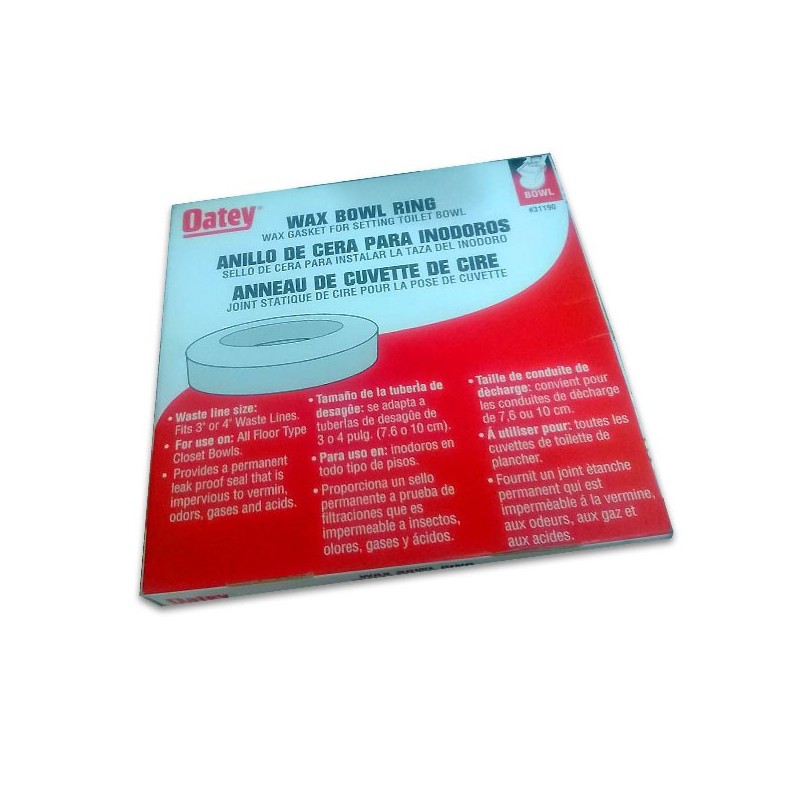 Oatey®
WAX BOWL RING
WAX GASKET FOR SETTING TOILET BOWL
ANILLO DE CERA PARA INODOROS
SELLO DE CERA PARA INSTALAR LA TAZA DEL INODORO
ANNEAU DE CUVETTE DE CIRE
JOINT STATIQUE DE CIRE POUR LA POSE DE CUVETTE
BOWL
#31190
• Waste line size:
Fits 3" or 4" Waste Lines.
• For use on: All Floor Type
Closet Bowls.
• Provides a permanent
leak proof seal that is
impervious to vermin,
odors, gases and acids.
• Tamaño de la tuberia de
desagüe: se adapta a
tuberias de desagüe de
3 o 4 pulg. (7.6 o 10 cm).
• Para uso en: inodoros en
todo tipo de pisos.
• Proporciona un sello
permanente a prueba de
filtraciones que es
impermeable a insectos,
olores, gases y ácidos.
• Taille de conduite de
dècharge: convient pour
les conduites de dècharge
de 7,6 ou 10 cm.
• Á utiliser pour: toutes les
cuvettes de toilette de
plancher.
• Fournit un joint ètanche
permanent qui est
impermèable á la vermine,
aux odeurs, aux gaz et
aux acides.
Oatey
WAX BOWL RING